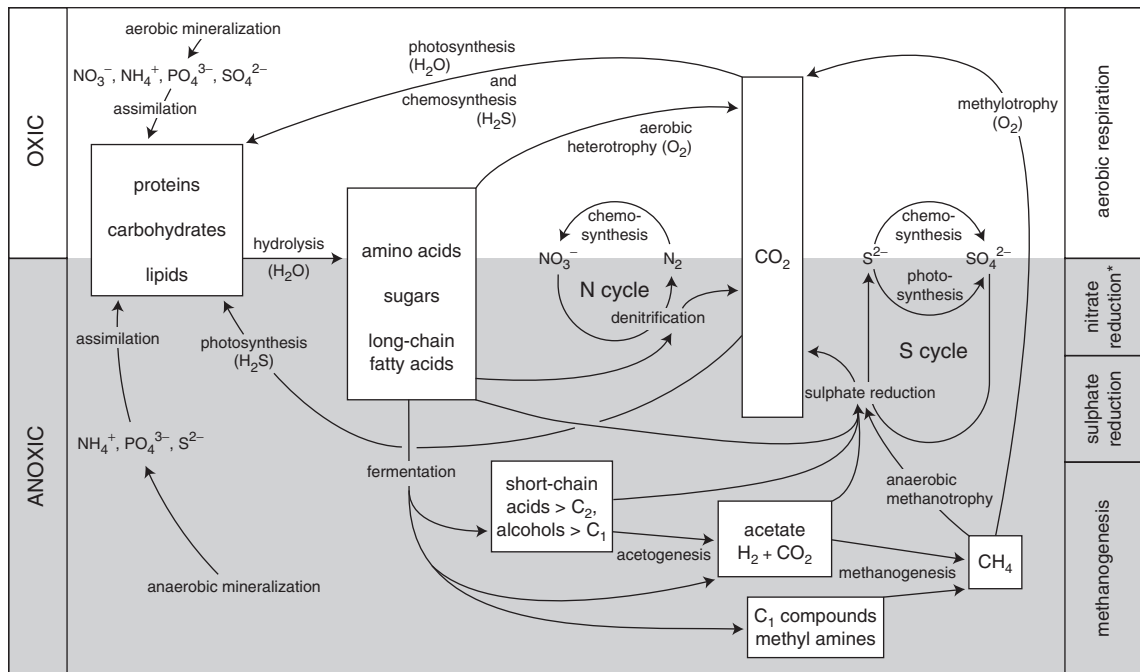 OXIC
ANOXIC
aerobic mineralization
NO₃⁻, NH₄⁺, PO₄³⁻, SO₄²⁻
assimilation
proteins
carbohydrates
lipids
hydrolysis
(H₂O)
amino acids
sugars
long-chain
fatty acids
photosynthesis
(H₂O)
and
chemosynthesis
(H₂S)
aerobic
heterotrophy (O₂)
CO₂
methylotrophy
(O₂)
chemo-
synthesis
NO₃⁻
N₂
N cycle
denitrification
chemo-
synthesis
S²⁻
SO₄²⁻
photo-
synthesis
S cycle
sulphate reduction
assimilation
photosynthesis
(H₂S)
NH₄⁺, PO₄³⁻, S²⁻
anaerobic mineralization
fermentation
short-chain
acids > C₂,
alcohols > C₁
acetogenesis
acetate
H₂ + CO₂
anaerobic
methanotrophy
methanogenesis
CH₄
C₁ compounds
methyl amines
aerobic respiration
nitrate
reduction*
sulphate
reduction
methanogenesis